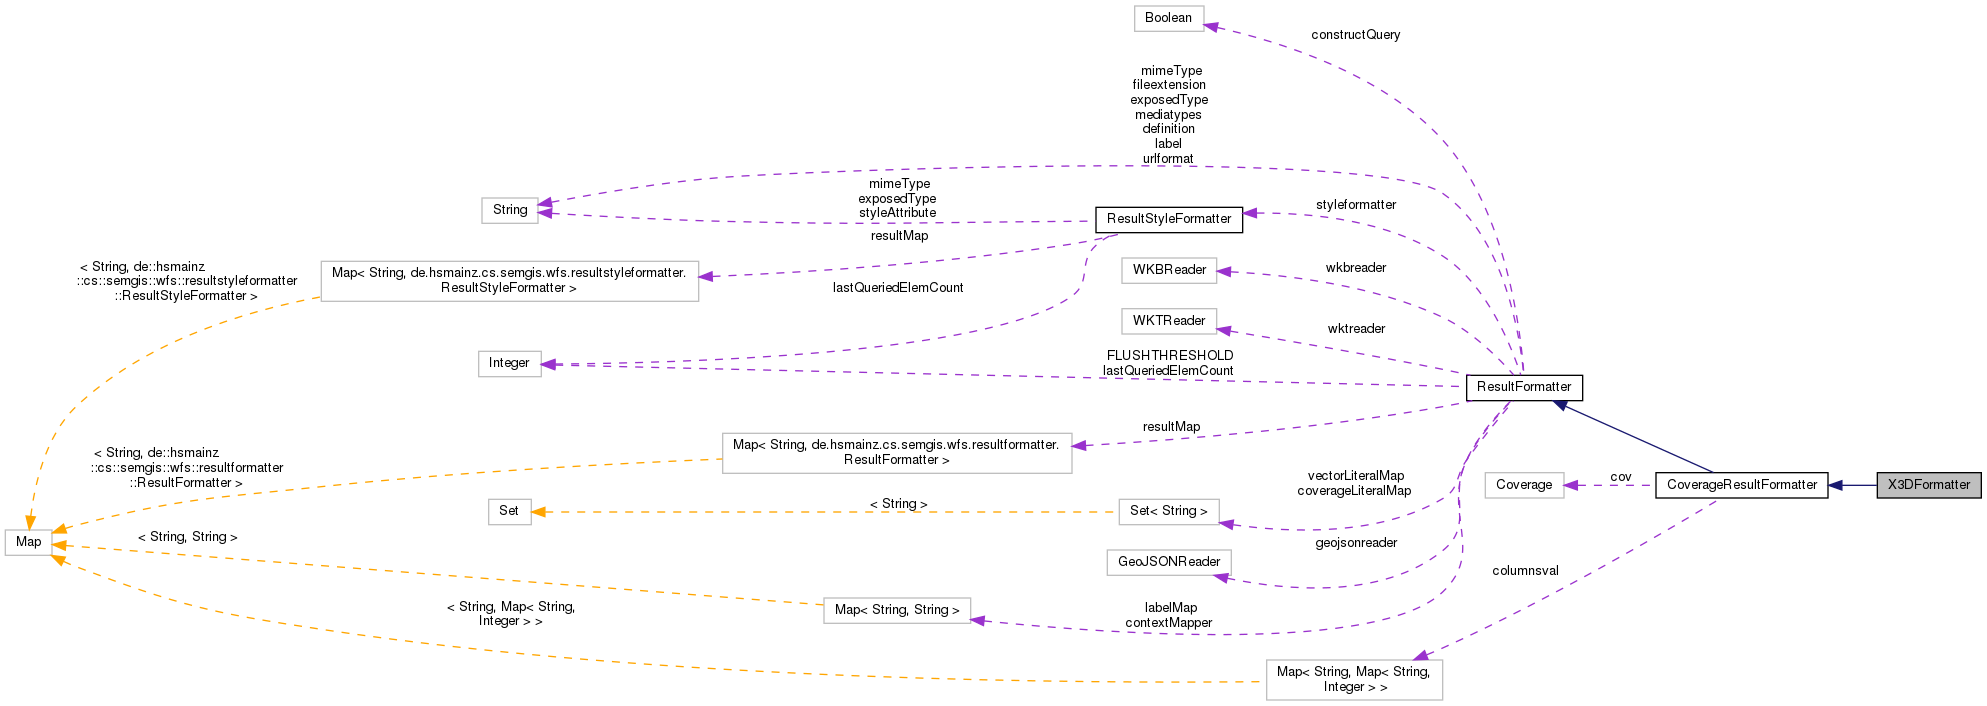 Boolean
constructQuery
mimeType
fileextension
exposedType
mediatypes
definition
label
urlformat
mimeType
exposedType
styleAttribute
String
ResultStyleFormatter
styleformatter
resultMap
< String, de::hsmainz
::cs::semgis::wfs::resultstyleformatter
::ResultStyleFormatter >
Map< String, de.hsmainz.cs.semgis.wfs.resultstyleformatter.
ResultStyleFormatter >
WKBReader
wkbreader
lastQueriedElemCount
WKTReader
wktreader
Integer
FLUSHTHRESHOLD
lastQueriedElemCount
ResultFormatter
resultMap
Map< String, de.hsmainz.cs.semgis.wfs.resultformatter.
ResultFormatter >
< String, de::hsmainz
::cs::semgis::wfs::resultformatter
::ResultFormatter >
vectorLiteralMap
coverageLiteralMap
Coverage
cov
CoverageResultFormatter
X3DFormatter
Set
< String >
Set< String >
Map
< String, String >
geojsonreader
GeoJSONReader
columnsval
< String, Map< String,
Integer > >
Map< String, String >
labelMap
contextMapper
Map< String, Map< String,
Integer > >